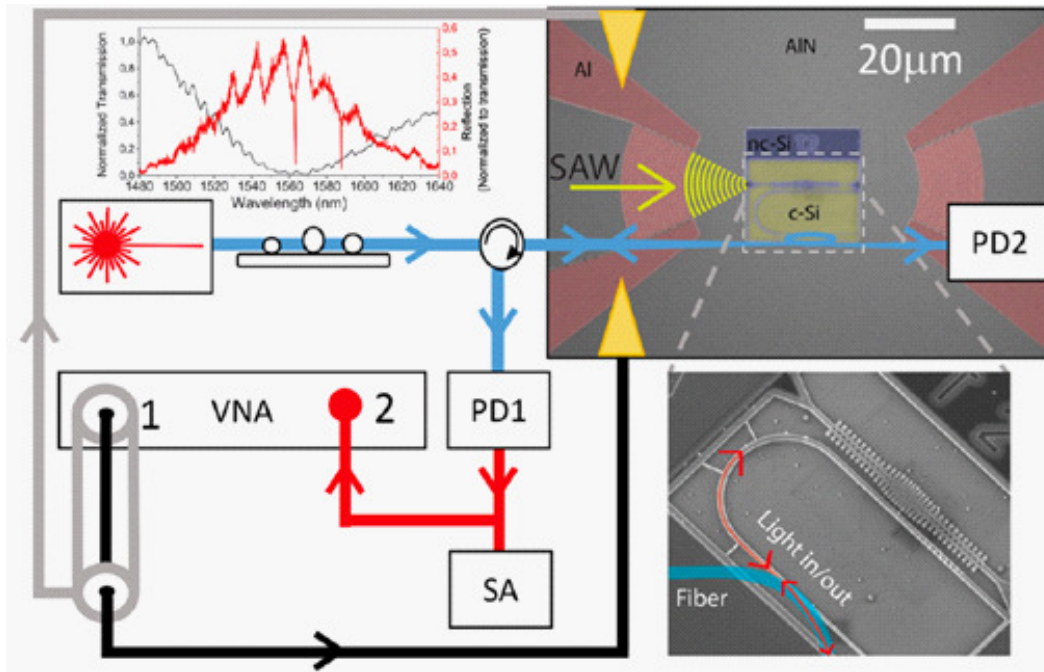 1,0
0,8
0,6
0,4
0,2
0,0
Normalized Transmission
1480 1500 1520 1540 1560 1580 1600 1620 1640
Wavelength (nm)
0,6
0,5
0,4
0,3
0,2
0,1
0,0
Reflection
(Normalized to transmission)
Al
AlN
20µm
nc-Si
SAW
c-Si
PD2
1
VNA
2
PD1
SA
Light in/out
Fiber